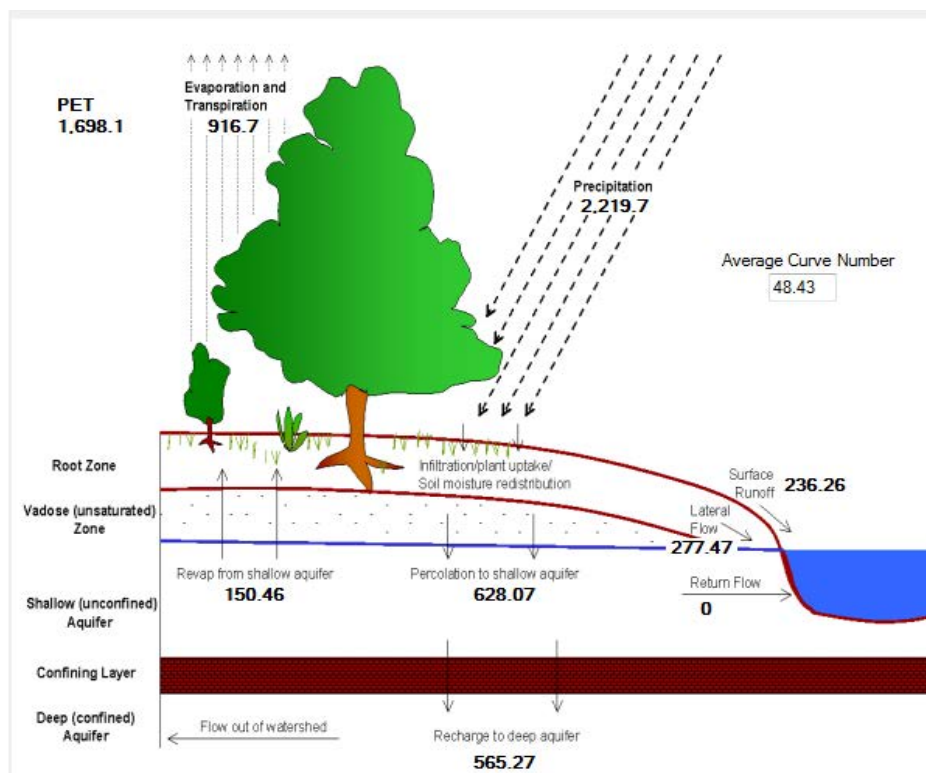 PET
1,698.1
Evaporation and
Transpiration
916.7
Precipitation
2,219.7
Average Curve Number
48.43
Root Zone
Infiltration/plant uptake/
Soil moisture redistribution
Surface
Runoff
236.26
Vadose (unsaturated)
Zone
Lateral
Flow
277.47
Revap from shallow aquifer
150.46
Percolation to shallow aquifer
628.07
Return Flow
0
Shallow (unconfined)
Aquifer
Confining Layer
Deep (confined)
Aquifer
Flow out of watershed
Recharge to deep aquifer
565.27